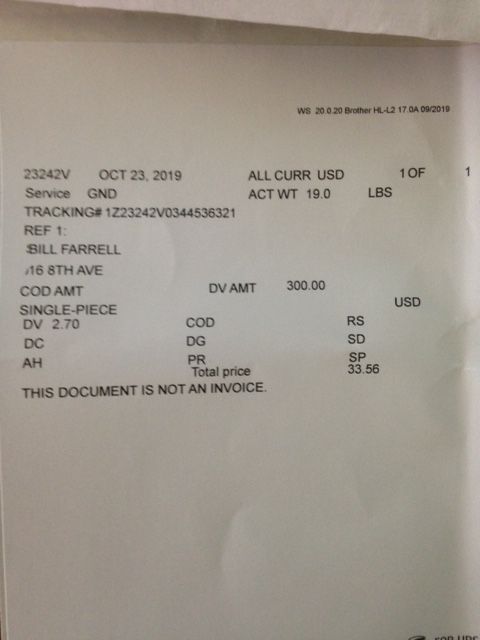 WS 20.0.20 Brother HL-L2 17.0A 09/2019
23242V OCT 23, 2019 ALL CURR USD 1 OF 1
Service GND ACT WT 19.0 LBS
TRACKING# 1Z23242V0344536321
REF 1:
BILL FARRELL
16 8TH AVE
COD AMT DV AMT 300.00
USD
SINGLE-PIECE
DV 2.70 COD RS
DC DG SD
AH PR SP
Total price 33.56
THIS DOCUMENT IS NOT AN INVOICE.